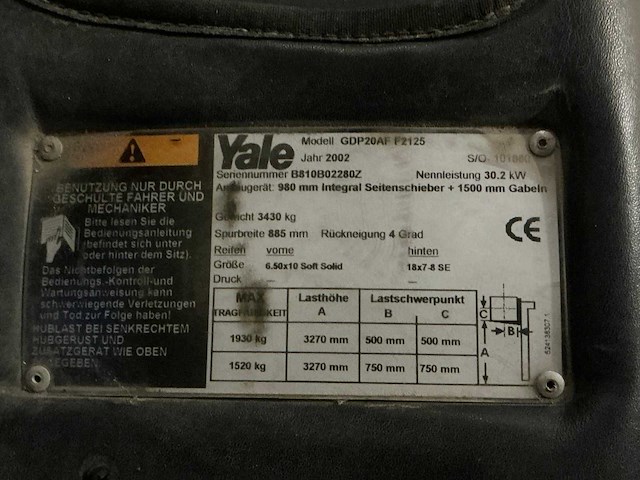 Yale Modell GDP20AF F2125
Jahr 2002 S/O
Seriennummer B810B02280Z Nennleistung 30.2 kW
Anbaugerät: 980 mm Integral Seitenschieber + 1500 mm Gabeln
Gewicht 3430 kg
Spurbreite 885 mm Rückneigung 4 Grad
Reifen vorne hinten
Größe 6.50x10 Soft Solid 18x7-8 SE
Druck – –
CE
MAX Lasthöhe Lastschwerpunkt
TRAGFÄHIGKEIT A B C
1930 kg 3270 mm 500 mm 500 mm
1520 kg 3270 mm 750 mm 750 mm
C
B
A
524138307 1
BENUTZUNG NUR DURCH
GESCHULTE FAHRER UND
MECHANIKER
Bitte lesen Sie die
Bedienungsanleitung
(befindet sich unter
oder hinter dem Sitz).
Das Nichtbefolgen der
Bedienungs.-Kontroll-und
Wartungsanweisung kann
schwerwiegende Verletzungen
und Tod zur Folge haben!
HUBLAST BEI SENKRECHTEM
HUBGERUST UND
ZUSATZGERÄT WIE OBEN